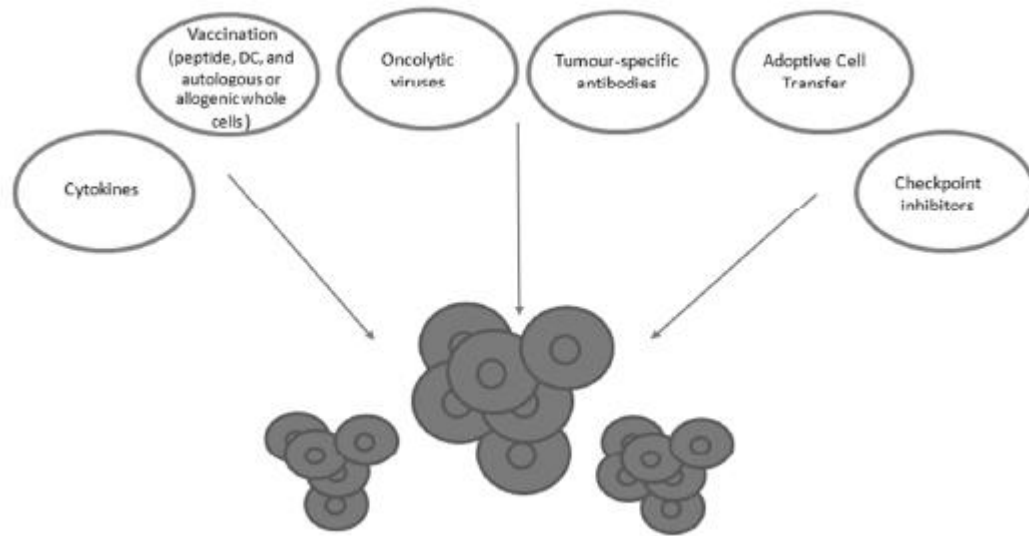 Cytokines
Vaccination
(peptide, DC, and
autologous or
allogenic whole
cells)
Oncolytic
viruses
Tumour-specific
antibodies
Adoptive Cell
Transfer
Checkpoint
inhibitors